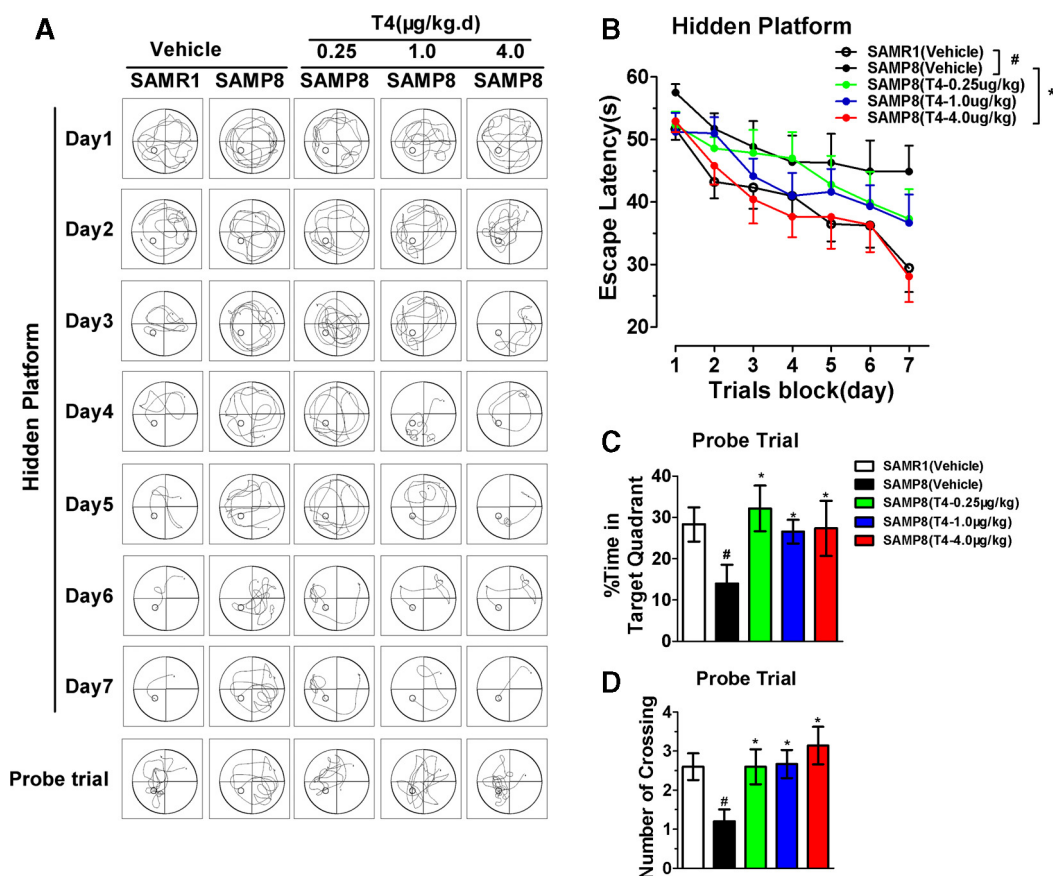 A
T4(µg/kg.d)
Vehicle 0.25 1.0 4.0
SAMR1 SAMP8 SAMP8 SAMP8 SAMP8
Hidden Platform
Day1
Day2
Day3
Day4
Day5
Day6
Day7
Probe trial
B Hidden Platform
SAMR1(Vehicle)
SAMP8(Vehicle)
SAMP8(T4-0.25ug/kg)
SAMP8(T4-1.0ug/kg)
SAMP8(T4-4.0ug/kg)
#
*
Escape Latency(s)
60
50
40
30
20
1 2 3 4 5 6 7
Trials block(day)
C Probe Trial
%Time in
Target Quadrant
40
30
20
10
0
# * * *
SAMR1(Vehicle)
SAMP8(Vehicle)
SAMP8(T4-0.25µg/kg)
SAMP8(T4-1.0µg/kg)
SAMP8(T4-4.0µg/kg)
D Probe Trial
Number of Crossing
4
3
2
1
0
# * * *